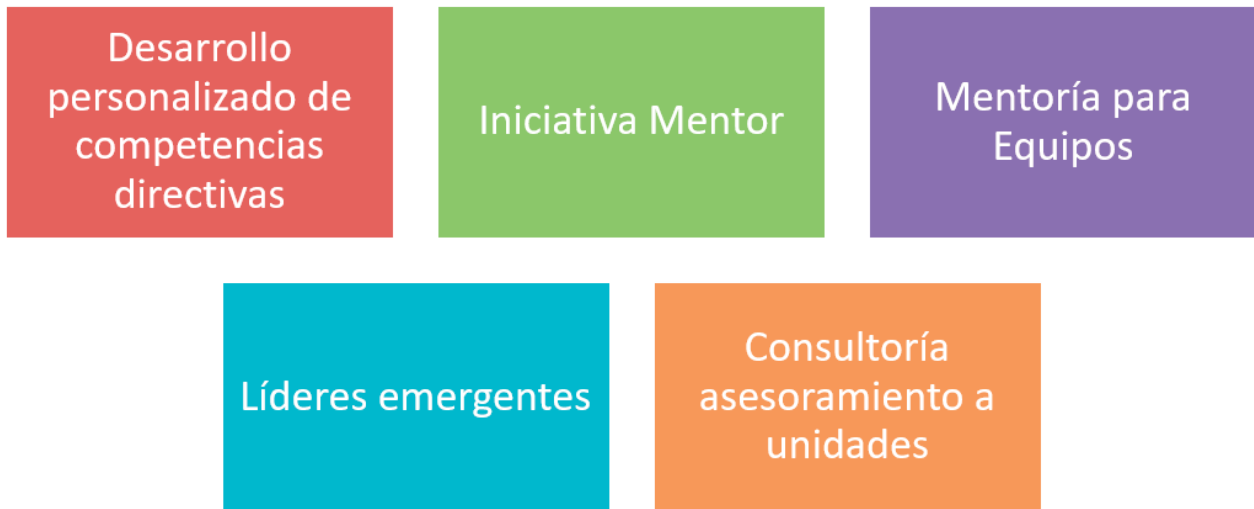 Desarrollo
personalizado de
competencias
directivas
Iniciativa Mentor
Mentoría para
Equipos
Líderes emergentes
Consultoría
asesoramiento a
unidades